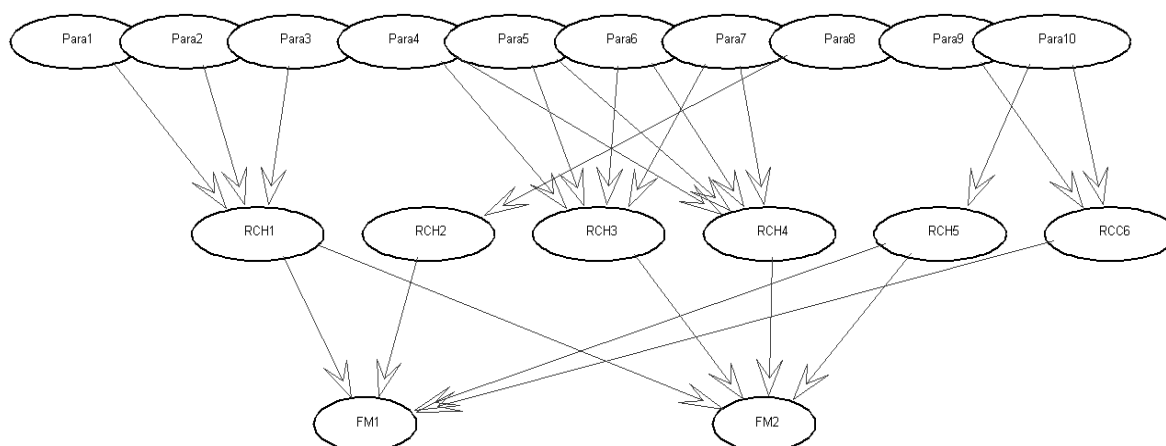 Para1 Para2 Para3 Para4 Para5 Para6 Para7 Para8 Para9 Para10
RCH1 RCH2 RCH3 RCH4 RCH5 RCC6
FM1 FM2